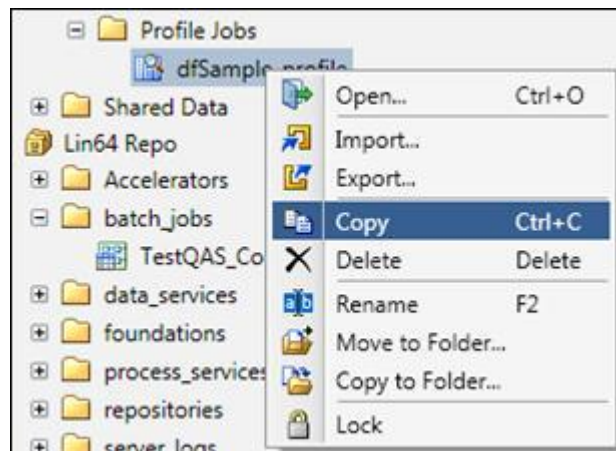 Profile Jobs
dfSample_profile
Shared Data
Lin64 Repo
Accelerators
batch_jobs
TestQAS_Co
data_services
foundations
process_services
repositories
server_logs
Open... Ctrl+O
Import...
Export...
Copy Ctrl+C
Delete Delete
Rename F2
Move to Folder...
Copy to Folder...
Lock